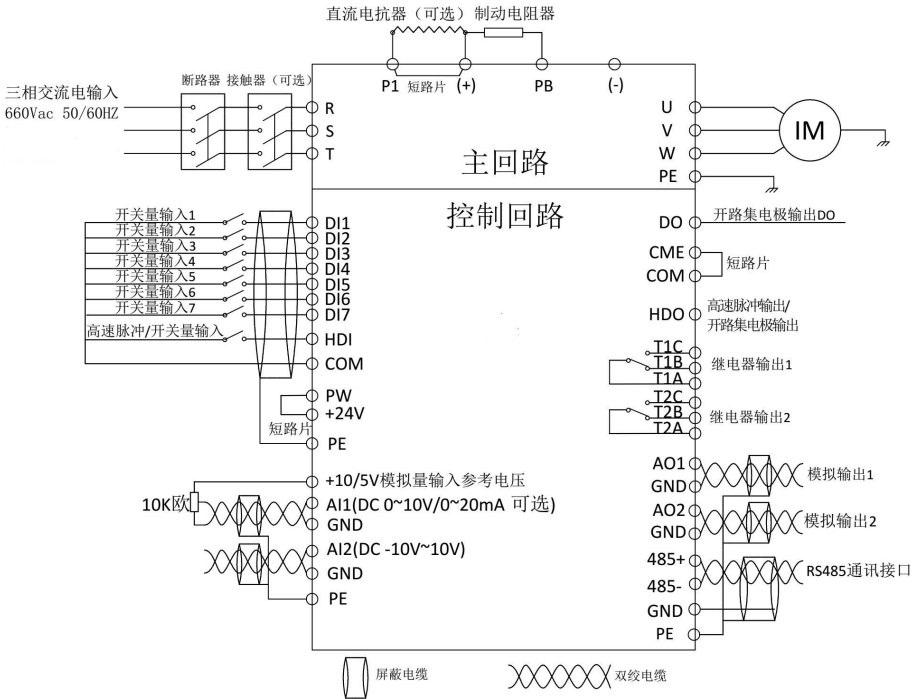 直流电抗器（可选）制动电阻器
P1 短路片 (+) PB (-)
三相交流电输入
660Vac 50/60HZ
断路器 接触器（可选）
R
S
T
主回路
U
V
W
PE
IM
控制回路
开关量输入1
开关量输入2
开关量输入3
开关量输入4
开关量输入5
开关量输入6
开关量输入7
高速脉冲/开关量输入
DI1
DI2
DI3
DI4
DI5
DI6
DI7
HDI
COM
PW
+24V
短路片
PE
DO 开路集电极输出DO
CME
COM
短路片
HDO 高速脉冲输出/
开路集电极输出
T1C
T1B
T1A
继电器输出1
T2C
T2B
T2A
继电器输出2
+10/5V模拟量输入参考电压
10K欧
AI1(DC 0~10V/0~20mA 可选)
GND
AI2(DC -10V~10V)
GND
PE
AO1
GND
模拟输出1
AO2
GND
模拟输出2
485+
485-
RS485通讯接口
GND
PE
屏蔽电缆
双绞电缆